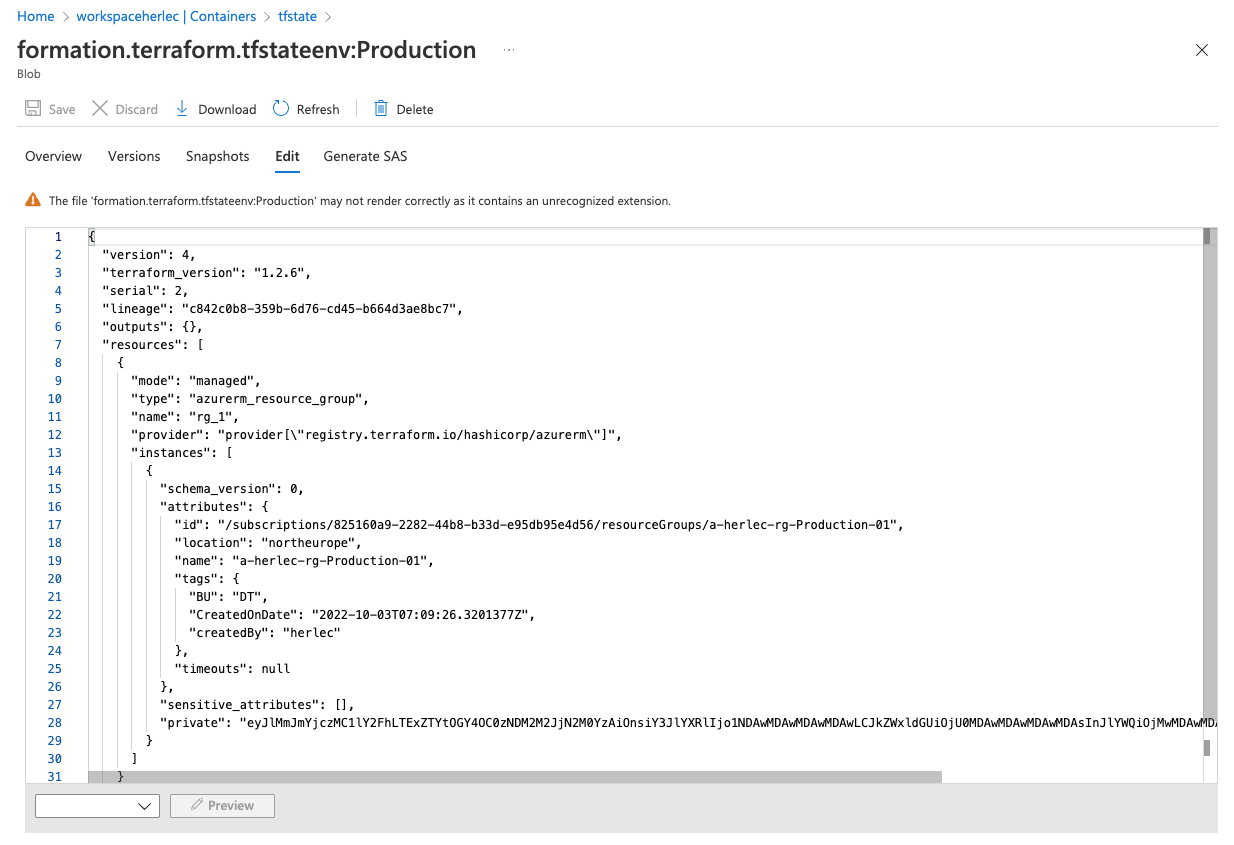 Home > workspaceherlec | Containers > tfstate >
formation.terraform.tfstateenv:Production ...
Blob
Save Discard Download Refresh Delete
Overview Versions Snapshots Edit Generate SAS
The file 'formation.terraform.tfstateenv:Production' may not render correctly as it contains an unrecognized extension.
1 {
2 "version": 4,
3 "terraform_version": "1.2.6",
4 "serial": 2,
5 "lineage": "c842c0b8-359b-6d76-cd45-b664d3ae8bc7",
6 "outputs": {},
7 "resources": [
8 {
9 "mode": "managed",
10 "type": "azurerm_resource_group",
11 "name": "rg_1",
12 "provider": "provider[\"registry.terraform.io/hashicorp/azurerm\"]",
13 "instances": [
14 {
15 "schema_version": 0,
16 "attributes": {
17 "id": "/subscriptions/825160a9-2282-44b8-b33d-e95db95e4d56/resourceGroups/a-herlec-rg-Production-01",
18 "location": "northeurope",
19 "name": "a-herlec-rg-Production-01",
20 "tags": {
21 "BU": "DT",
22 "CreatedOnDate": "2022-10-03T07:09:26.3201377Z",
23 "createdBy": "herlec"
24 },
25 "timeouts": null
26 },
27 "sensitive_attributes": [],
28 "private": "eyJlMmJmYjczMC1lY2FhLTExZTYtOGY4OC0zNDM2M2JjN2M0YzAiOnsiY3JlYXRlIjo1NDAwMDAwMDAwMDAwLCJkZWxldGUiOjU0MDAwMDAwMDAwMDAsInJlYWQiOjMwMDAwMDA
29 }
30 ]
31 }
Preview